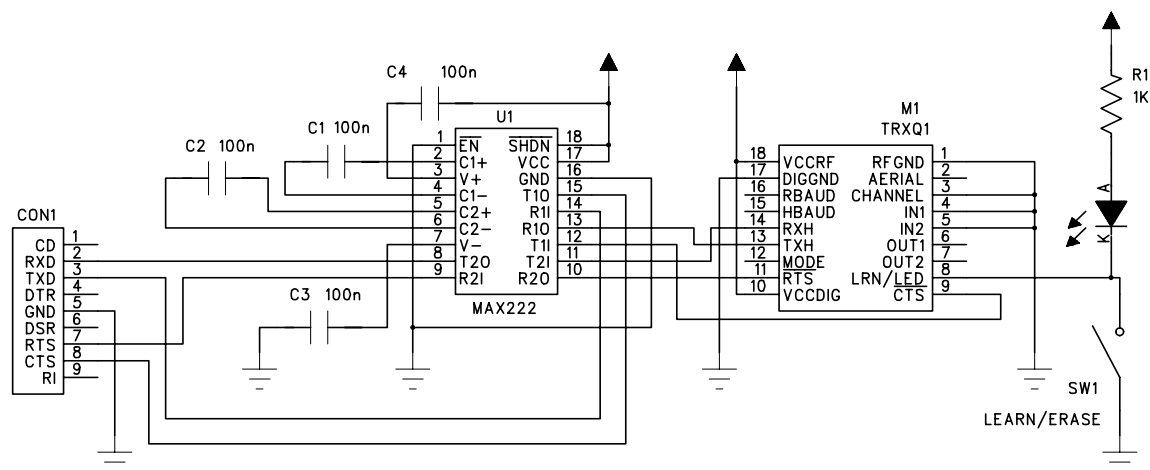 C4 100n
C1 100n
C2 100n
C3 100n
CON1
CD 1
RXD 2
TXD 3
DTR 4
GND 5
DSR 6
RTS 7
CTS 8
RI 9
U1
1 EN SHDN 18
2 C1+ VCC 17
3 V+ GND 16
4 C1- T1O 15
5 C2+ R1I 14
6 C2- R1O 13
7 V- T1I 12
8 T2O T2I 11
9 R2I R2O 10
MAX222
M1
TRXQ1
18 VCCRF RFGND 1
17 DIGGND AERIAL 2
16 RBAUD CHANNEL 3
15 HBAUD IN1 4
14 RXH IN2 5
13 TXH OUT1 6
12 MODE OUT2 7
11 RTS LRN/LED 8
10 VCCDIG CTS 9
R1
1K
A
K
SW1
LEARN/ERASE